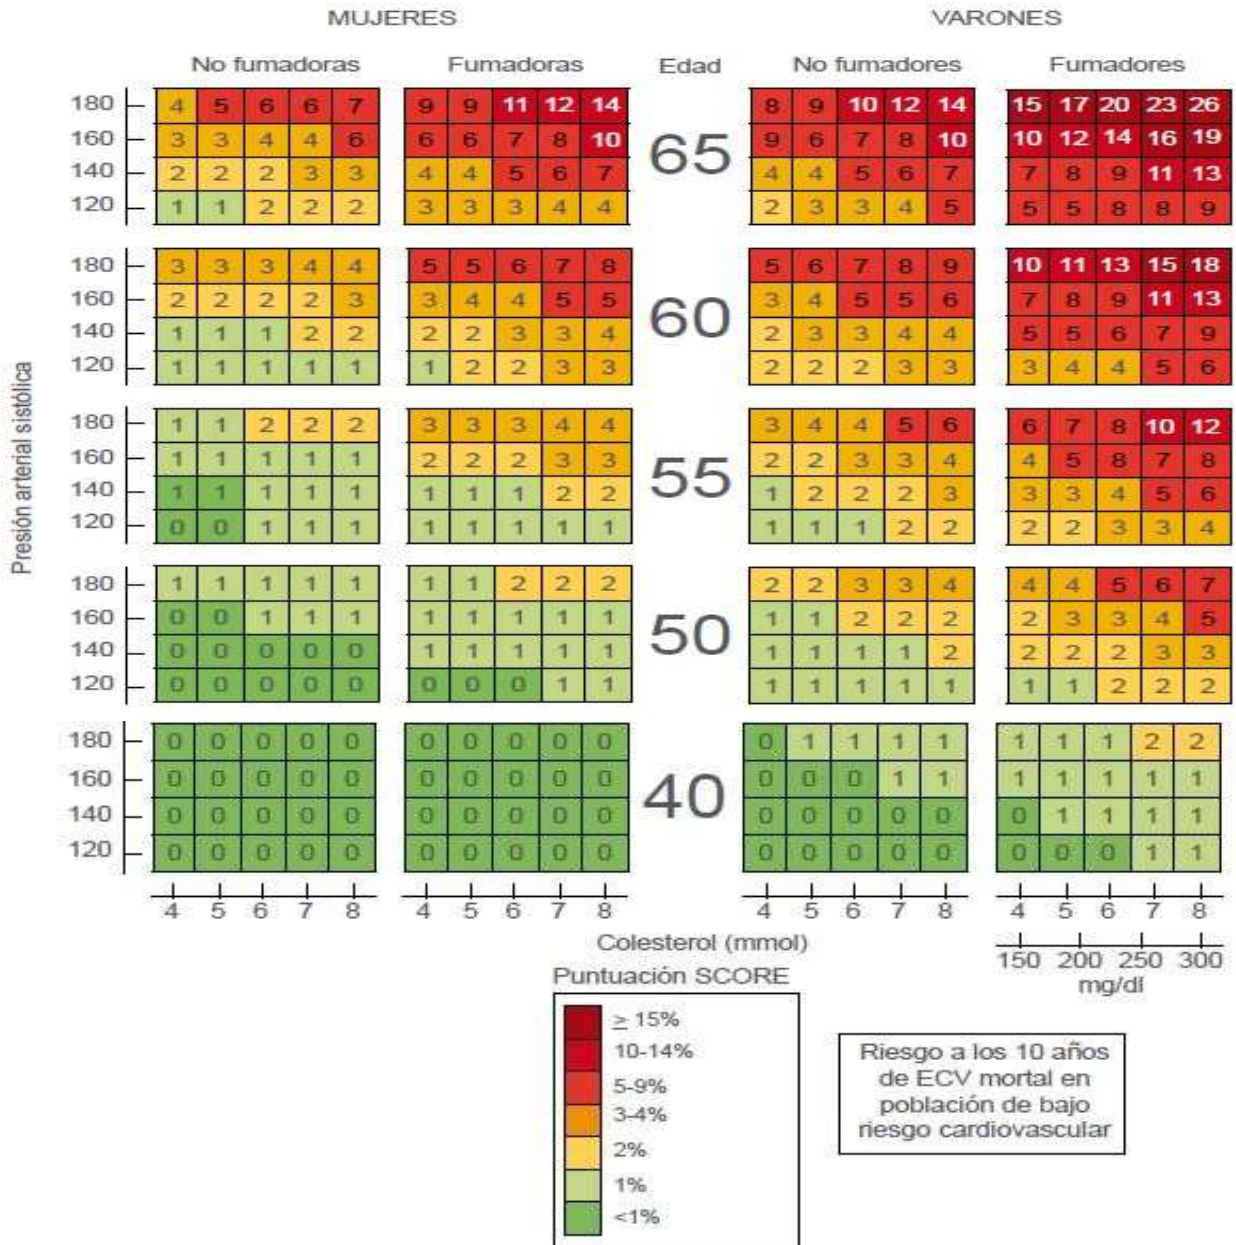 MUJERES VARONES
No fumadoras Fumadoras Edad No fumadores Fumadores
180 4 5 6 6 7 9 9 11 12 14 8 9 10 12 14 15 17 20 23 26
160 3 3 4 4 6 6 6 7 8 10 9 6 7 8 10 10 12 14 16 19
65
140 2 2 2 3 3 4 4 5 6 7 4 4 5 6 7 7 8 9 11 13
120 1 1 2 2 2 3 3 3 4 4 2 3 3 4 5 5 5 8 8 9
180 3 3 3 4 4 5 5 6 7 8 5 6 7 8 9 10 11 13 15 18
160 2 2 2 2 3 3 4 4 5 5 3 4 5 5 6 7 8 9 11 13
60
140 1 1 1 2 2 2 2 3 3 4 2 3 3 4 4 5 5 6 7 9
120 1 1 1 1 1 1 2 2 3 3 2 2 2 3 3 3 4 4 5 6
Presión arterial sistólica
180 1 1 2 2 2 3 3 3 4 4 3 4 4 5 6 6 7 8 10 12
160 1 1 1 1 1 2 2 2 3 3 2 2 3 3 4 4 5 8 7 8
55
140 1 1 1 1 1 1 1 1 2 2 1 2 2 2 3 3 3 4 5 6
120 0 0 1 1 1 1 1 1 1 1 1 1 1 2 2 2 2 3 3 4
180 1 1 1 1 1 1 1 2 2 2 2 2 3 3 4 4 4 5 6 7
160 0 0 1 1 1 1 1 1 1 1 1 1 2 2 2 2 3 3 4 5
50
140 0 0 0 0 0 1 1 1 1 1 1 1 1 1 2 2 2 2 3 3
120 0 0 0 0 0 0 0 0 1 1 1 1 1 1 1 1 1 2 2 2
180 0 0 0 0 0 0 0 0 0 0 0 1 1 1 1 1 1 1 2 2
160 0 0 0 0 0 0 0 0 0 0 0 0 0 1 1 1 1 1 1 1
40
140 0 0 0 0 0 0 0 0 0 0 0 0 0 0 0 0 1 1 1 1
120 0 0 0 0 0 0 0 0 0 0 0 0 0 0 0 0 0 0 1 1
4 5 6 7 8 4 5 6 7 8 4 5 6 7 8 4 5 6 7 8
Colesterol (mmol)
150 200 250 300
mg/dl
Puntuación SCORE
≥ 15%
10-14%
5-9%
3-4%
2%
1%
<1%
Riesgo a los 10 años
de ECV mortal en
población de bajo
riesgo cardiovascular